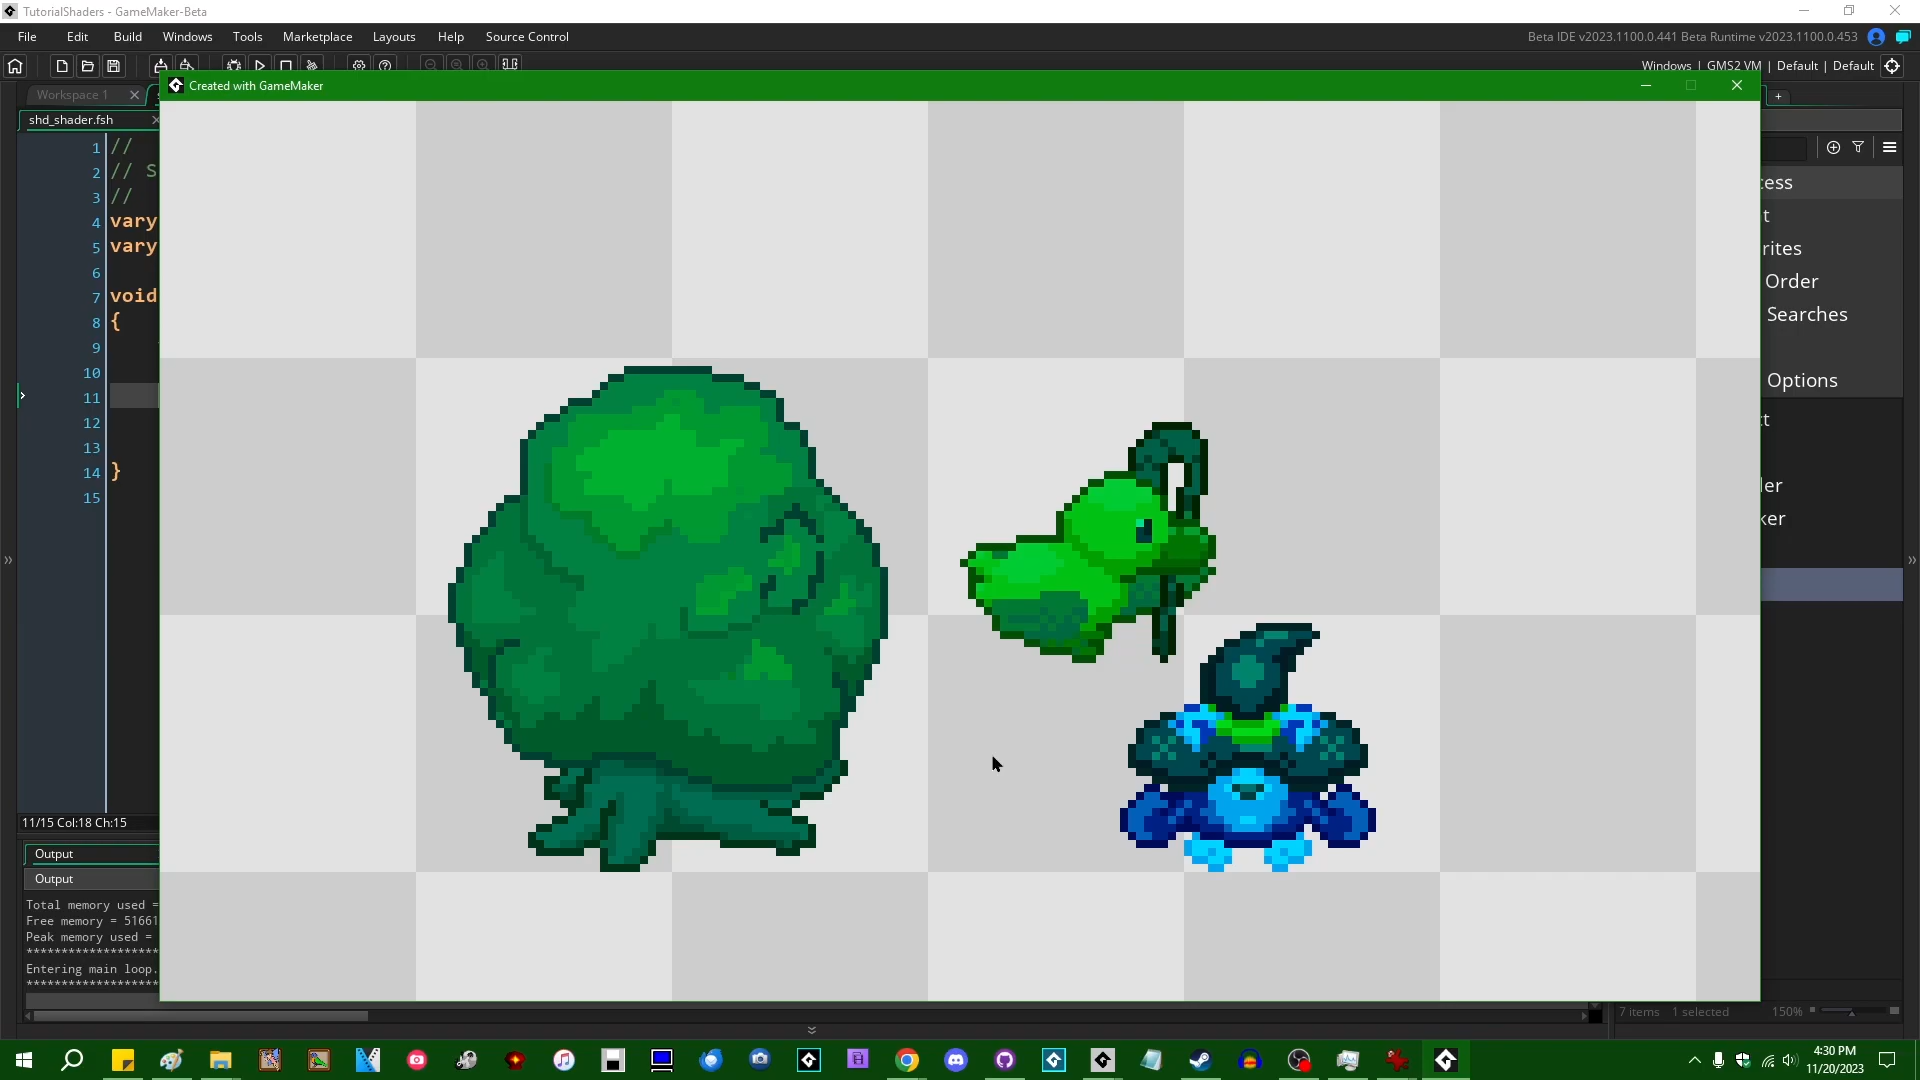 TutorialShaders - GameMaker-Beta
File Edit Build Windows Tools Marketplace Layouts Help Source Control
Beta IDE v2023.1100.0.441 Beta Runtime v2023.1100.0.453
Windows | GMS2 VM | Default | Default
Created with GameMaker
Workspace 1
shd_shader.fsh
1 //
2 // S
3 //
4 vary
5 vary
6
7 void
8 {
9
10
11
12
13
14 }
15
cess
t
rites
Order
Searches
Options
ct
ler
ker
11/15 Col:18 Ch:15
Output
Output
Total memory used =
Free memory = 51661
Peak memory used =
********************
Entering main loop.
********************
7 items 1 selected 150%
4:30 PM
11/20/2023